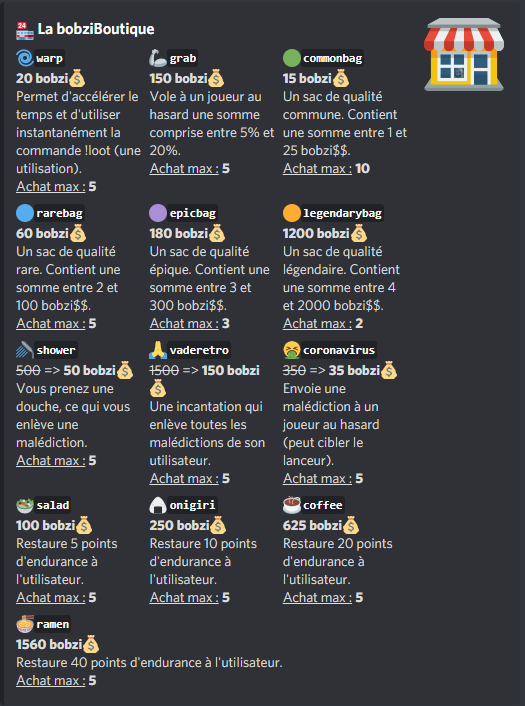 La bobziBoutique
warp
20 bobzi
Permet d'accélérer le
temps et d'utiliser
instantanément la
commande !loot (une
utilisation).
Achat max : 5
grab
150 bobzi
Vole à un joueur au
hasard une somme
comprise entre 5% et
20%.
Achat max : 5
commonbag
15 bobzi
Un sac de qualité
commune. Contient
une somme entre 1 et
25 bobzi$$.
Achat max : 10
rarebag
60 bobzi
Un sac de qualité
rare. Contient une
somme entre 2 et
100 bobzi$$.
Achat max : 5
epicbag
180 bobzi
Un sac de qualité
épique. Contient une
somme entre 3 et
300 bobzi$$.
Achat max : 3
legendarybag
1200 bobzi
Un sac de qualité
légendaire. Contient
une somme entre 4
et 2000 bobzi$$.
Achat max : 2
shower
500 => 50 bobzi
Vous prenez une
douche, ce qui vous
enlève une
malédiction.
Achat max : 5
vaderetro
1500 => 150 bobzi
Une incantation qui
enlève toutes les
malédictions de son
utilisateur.
Achat max : 5
coronavirus
350 => 35 bobzi
Envoie une
malédiction à un
joueur au hasard
(peut cibler le
lanceur).
Achat max : 5
salad
100 bobzi
Restaure 5 points
d'endurance à
l'utilisateur.
Achat max : 5
onigiri
250 bobzi
Restaure 10 points
d'endurance à
l'utilisateur.
Achat max : 5
coffee
625 bobzi
Restaure 20 points
d'endurance à
l'utilisateur.
Achat max : 5
ramen
1560 bobzi
Restaure 40 points d'endurance à l'utilisateur.
Achat max : 5